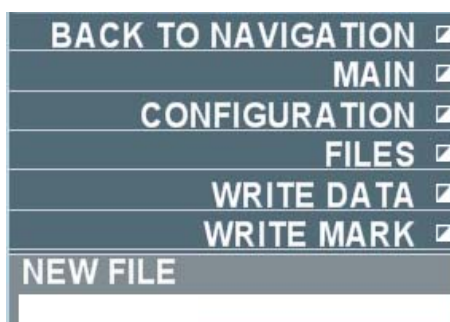 BACK TO NAVIGATION
MAIN
CONFIGURATION
FILES
WRITE DATA
WRITE MARK
NEW FILE